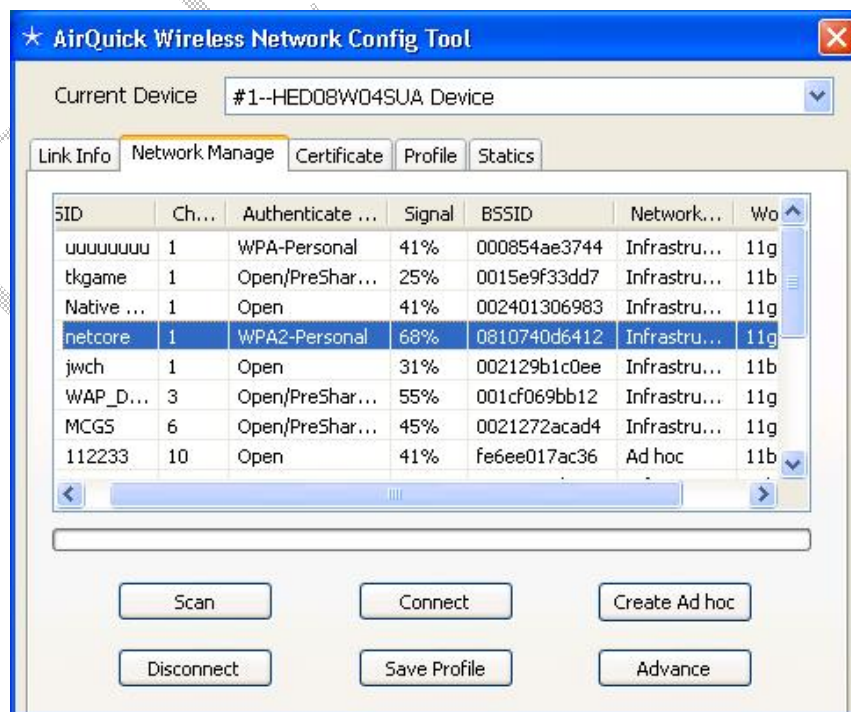 AirQuick Wireless Network Config Tool
Current Device #1--HED08W04SUA Device
Link Info Network Manage Certificate Profile Statics
SID Ch... Authenticate ... Signal BSSID Network... Wo
uuuuuuuu 1 WPA-Personal 41% 000854ae3744 Infrastru... 11g
tkgame 1 Open/PreShar... 25% 0015e9f33dd7 Infrastru... 11b
Native ... 1 Open 41% 002401306983 Infrastru... 11g
netcore 1 WPA2-Personal 68% 0810740d6412 Infrastru... 11g
jwch 1 Open 31% 002129b1c0ee Infrastru... 11b
WAP_D... 3 Open/PreShar... 55% 001cf069bb12 Infrastru... 11g
MCGS 6 Open/PreShar... 45% 0021272acad4 Infrastru... 11g
112233 10 Open 41% fe6ee017ac36 Ad hoc 11b
Scan Connect Create Ad hoc
Disconnect Save Profile Advance